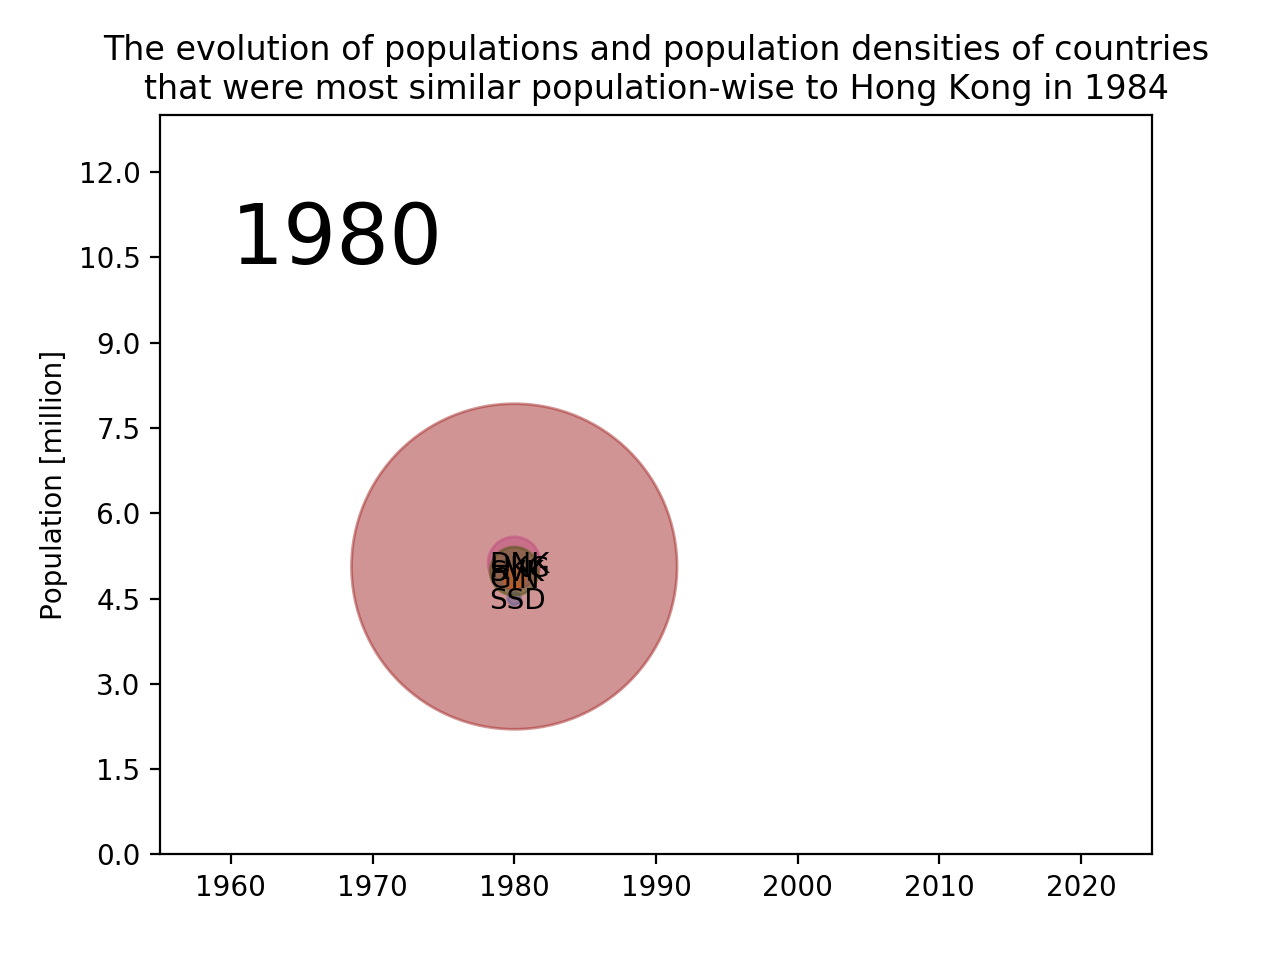 The evolution of populations and population densities of countries
that were most similar population-wise to Hong Kong in 1984
12.0
1980
10.5
9.0
7.5
6.0
4.5
3.0
1.5
0.0
Population [million]
DNK
GIN
SSD
1960 1970 1980 1990 2000 2010 2020